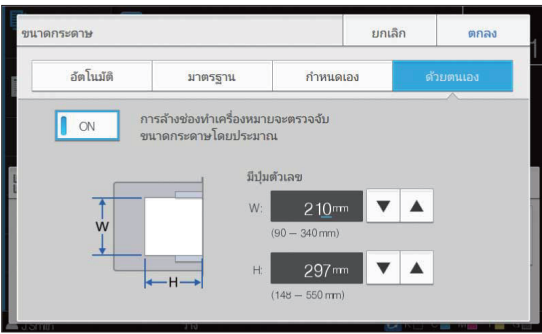 ขนาดกระดาษ ยกเลิก ตกลง
อัตโนมัติ มาตรฐาน กำหนดเอง ด้วยตนเอง
ON
การล้างช่องทำเครื่องหมายจะตรวจจับ
ขนาดกระดาษโดยประมาณ
มีปุ่มตัวเลข
W: 210mm
(90 – 340 mm)
H: 297mm
(148 – 550 mm)
W
H